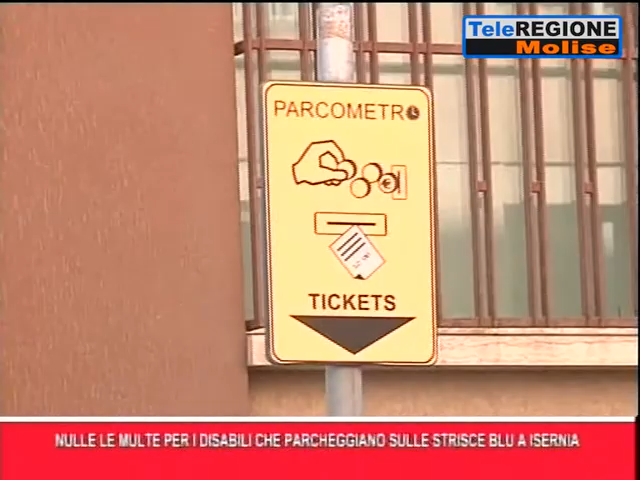 TeleREGIONE
Molise
PARCOMETRO
€
TICKETS
NULLE LE MULTE PER I DISABILI CHE PARCHEGGIANO SULLE STRISCE BLU A ISERNIA